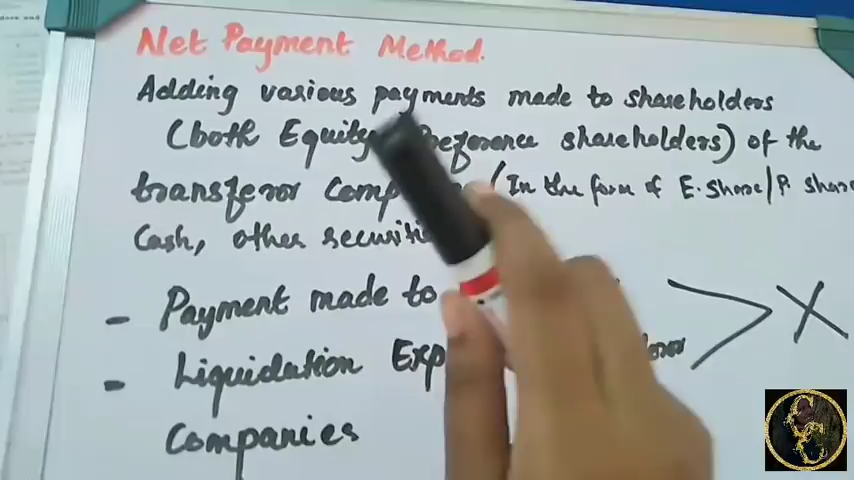 Net Payment Method.
Adding various payments made to shareholders
(both Equity Preference shareholders) of the
transferor Comp (In the form of E. Share/P. share
Cash, other securiti
- Payment made to
- Liquidation Exp
Companies